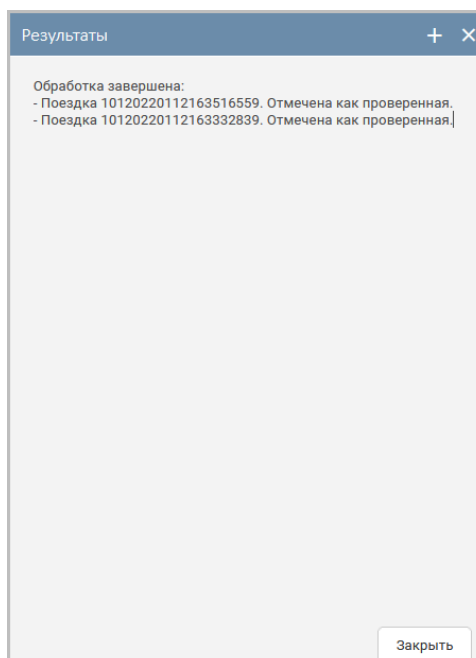 Результаты
Обработка завершена:
- Поездка 10120220112163516559. Отмечена как проверенная.
- Поездка 10120220112163332839. Отмечена как проверенная.
Закрыть